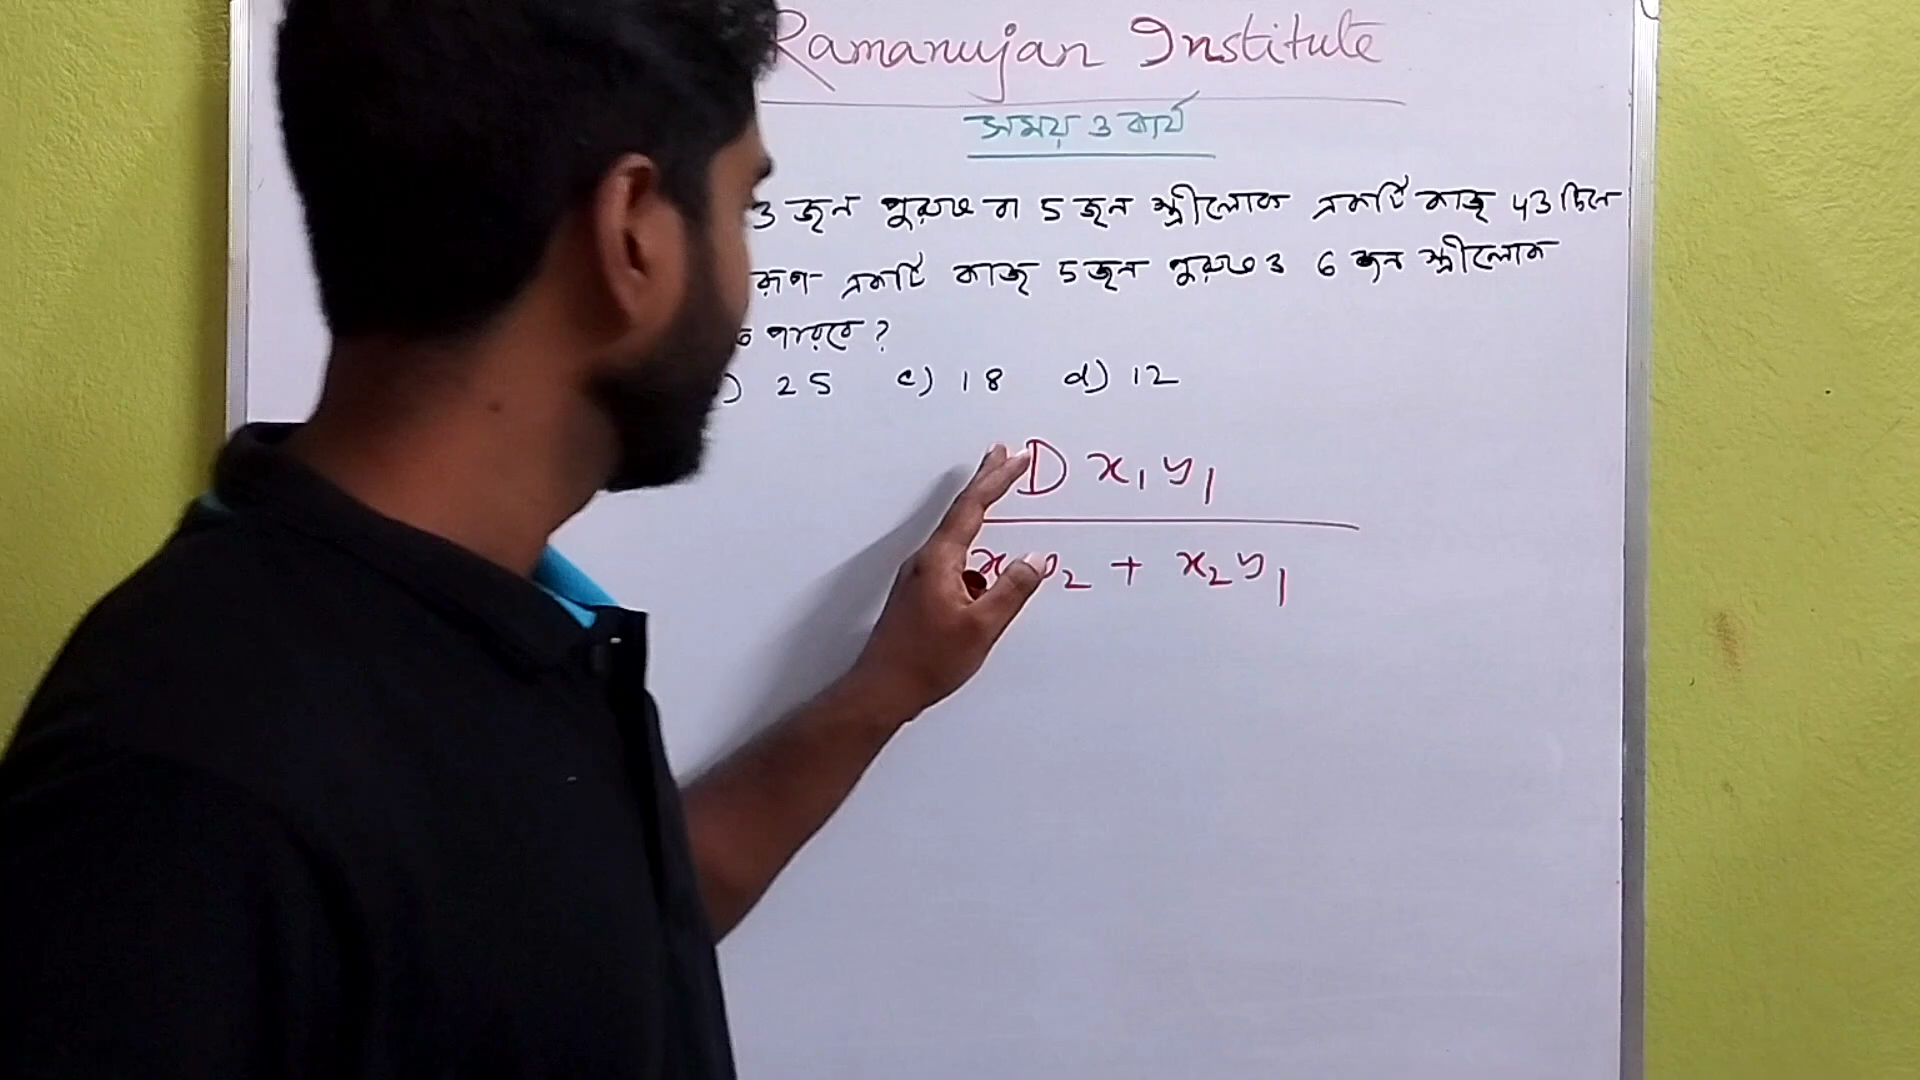 Ramanujan Institute
সময় ও কার্য
3 জন পুরুষ বা 5 জন স্ত্রীলোক একটি কাজ 43 দিনে
রূপ একটি কাজ 5 জন পুরুষ ও 6 জন স্ত্রীলোক
পারবে ?
) 25 c) 18 d) 12
D x₁ y₁
x₂ + x₂ y₁